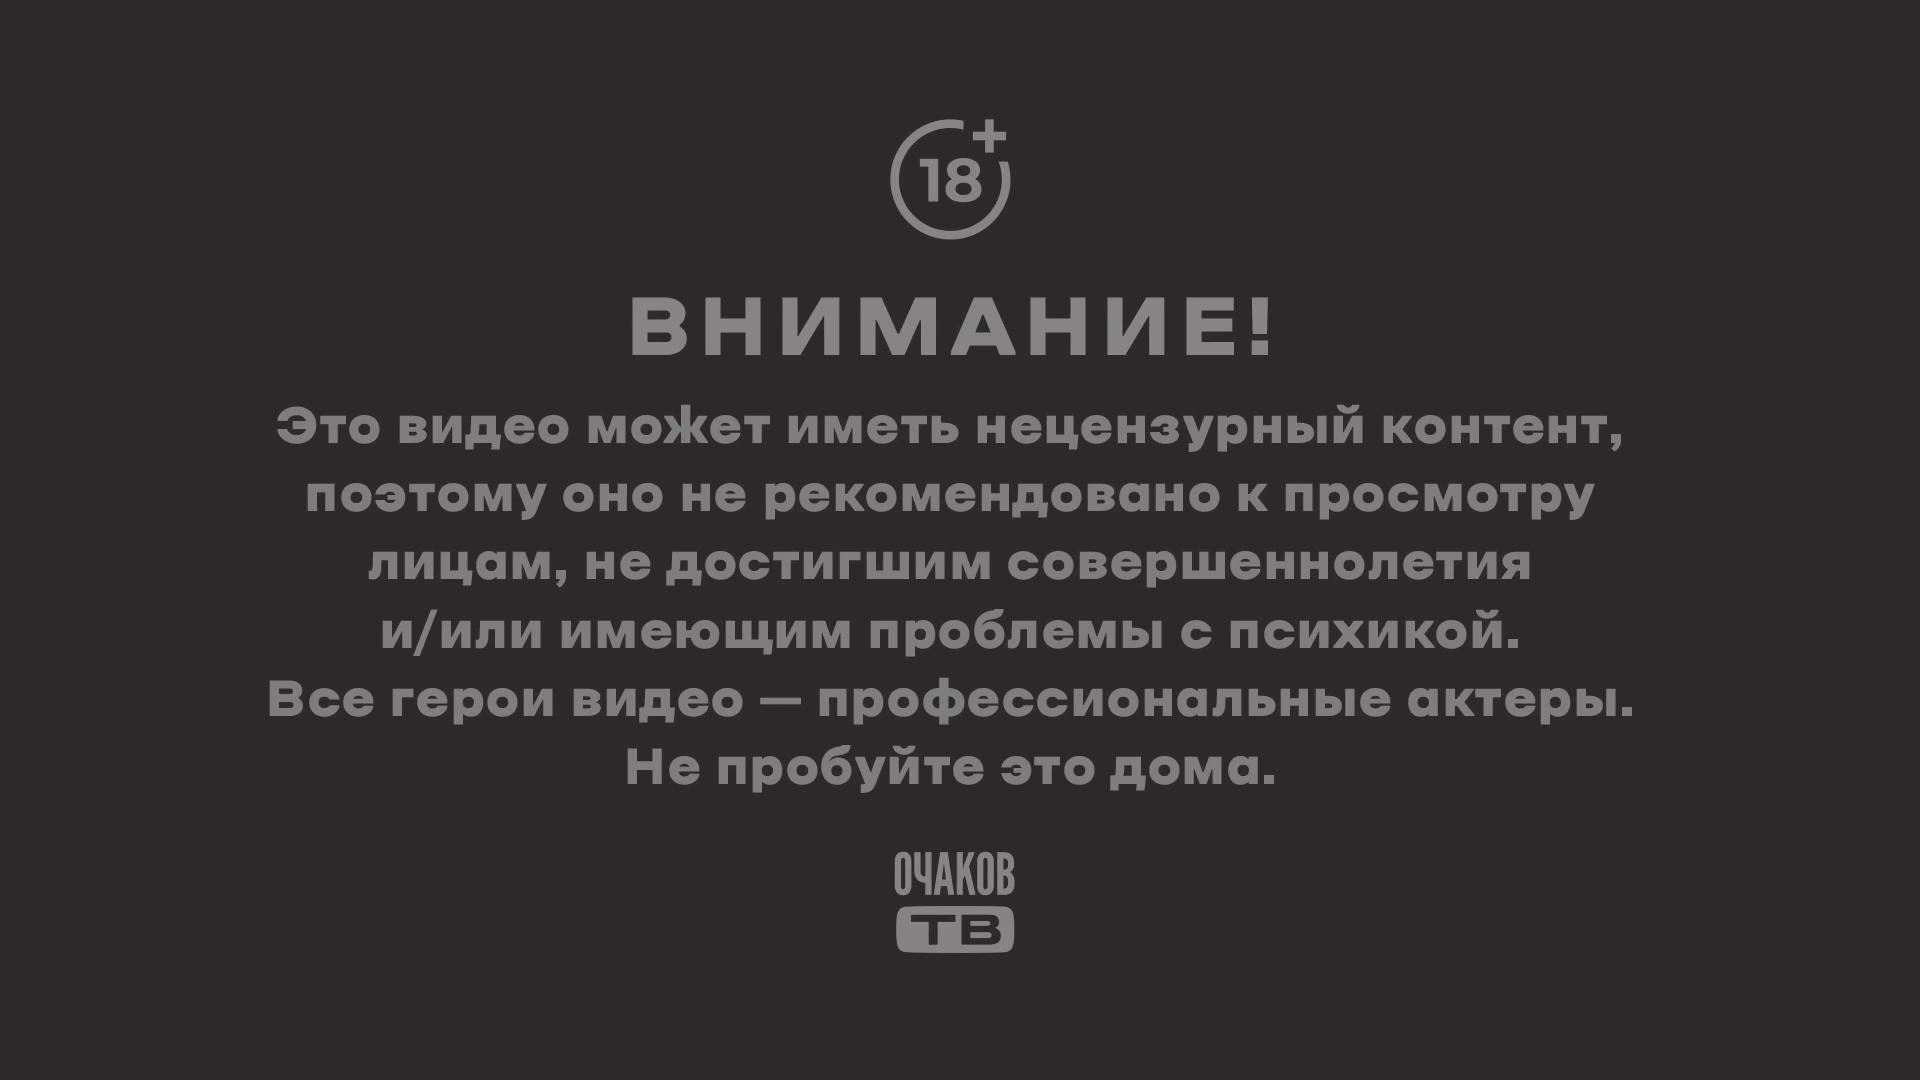 18+
ВНИМАНИЕ!
Это видео может иметь нецензурный контент,
поэтому оно не рекомендовано к просмотру
лицам, не достигшим совершеннолетия
и/или имеющим проблемы с психикой.
Все герои видео — профессиональные актеры.
Не пробуйте это дома.
ОЧАКОВ
ТВ